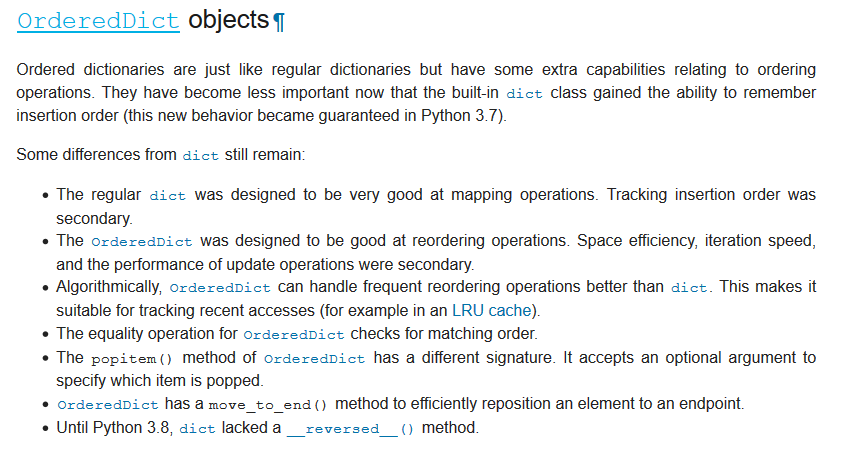 OrderedDict objects¶
Ordered dictionaries are just like regular dictionaries but have some extra capabilities relating to ordering
operations. They have become less important now that the built-in dict class gained the ability to remember
insertion order (this new behavior became guaranteed in Python 3.7).
Some differences from dict still remain:
• The regular dict was designed to be very good at mapping operations. Tracking insertion order was
secondary.
• The OrderedDict was designed to be good at reordering operations. Space efficiency, iteration speed,
and the performance of update operations were secondary.
• Algorithmically, OrderedDict can handle frequent reordering operations better than dict. This makes it
suitable for tracking recent accesses (for example in an LRU cache).
• The equality operation for OrderedDict checks for matching order.
• The popitem() method of OrderedDict has a different signature. It accepts an optional argument to
specify which item is popped.
• OrderedDict has a move_to_end() method to efficiently reposition an element to an endpoint.
• Until Python 3.8, dict lacked a __reversed__() method.